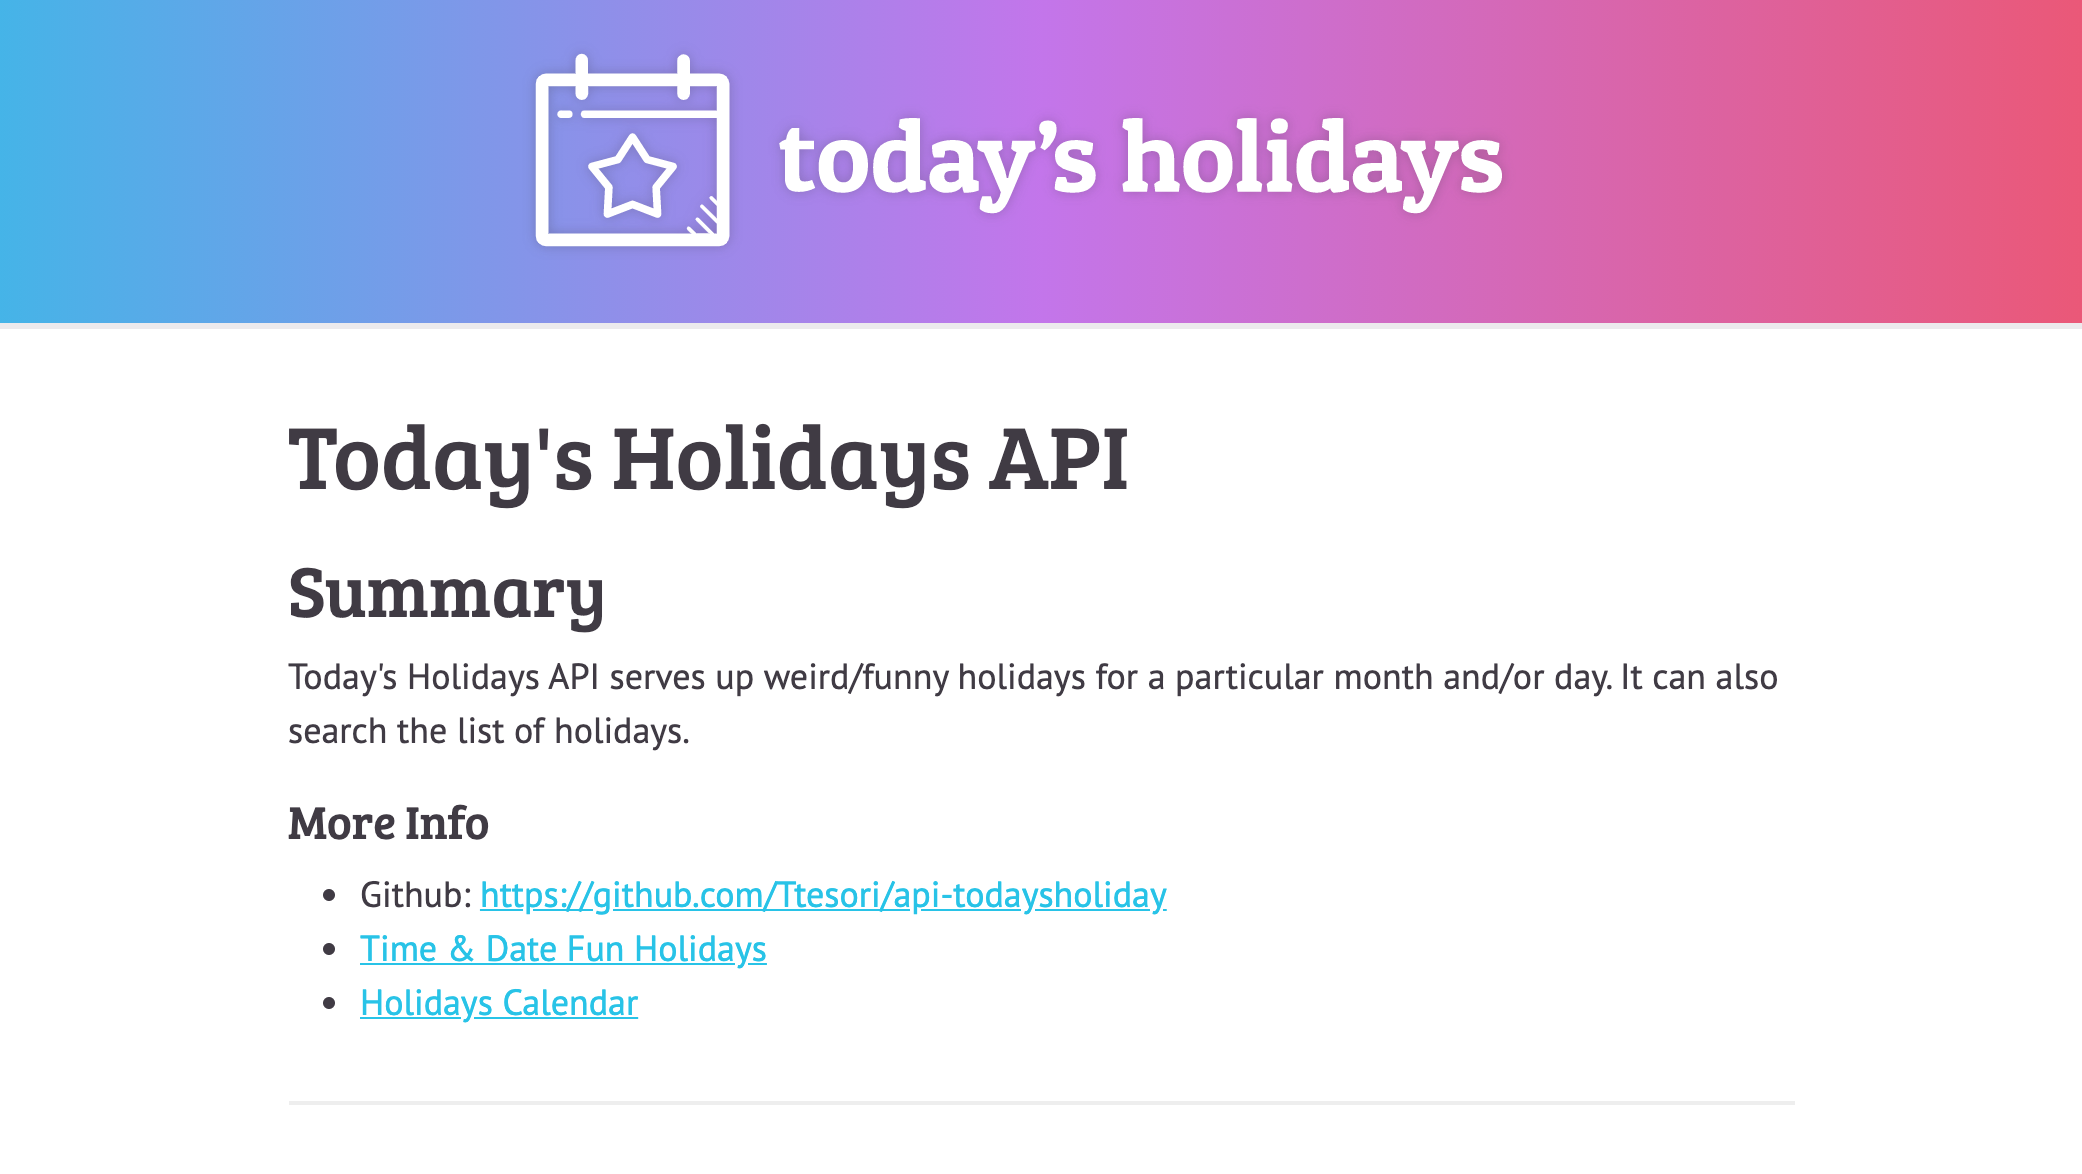 today’s holidays
Today's Holidays API
Summary
Today's Holidays API serves up weird/funny holidays for a particular month and/or day. It can also
search the list of holidays.
More Info
Github: https://github.com/Ttesori/api-todaysholiday
Time & Date Fun Holidays
Holidays Calendar